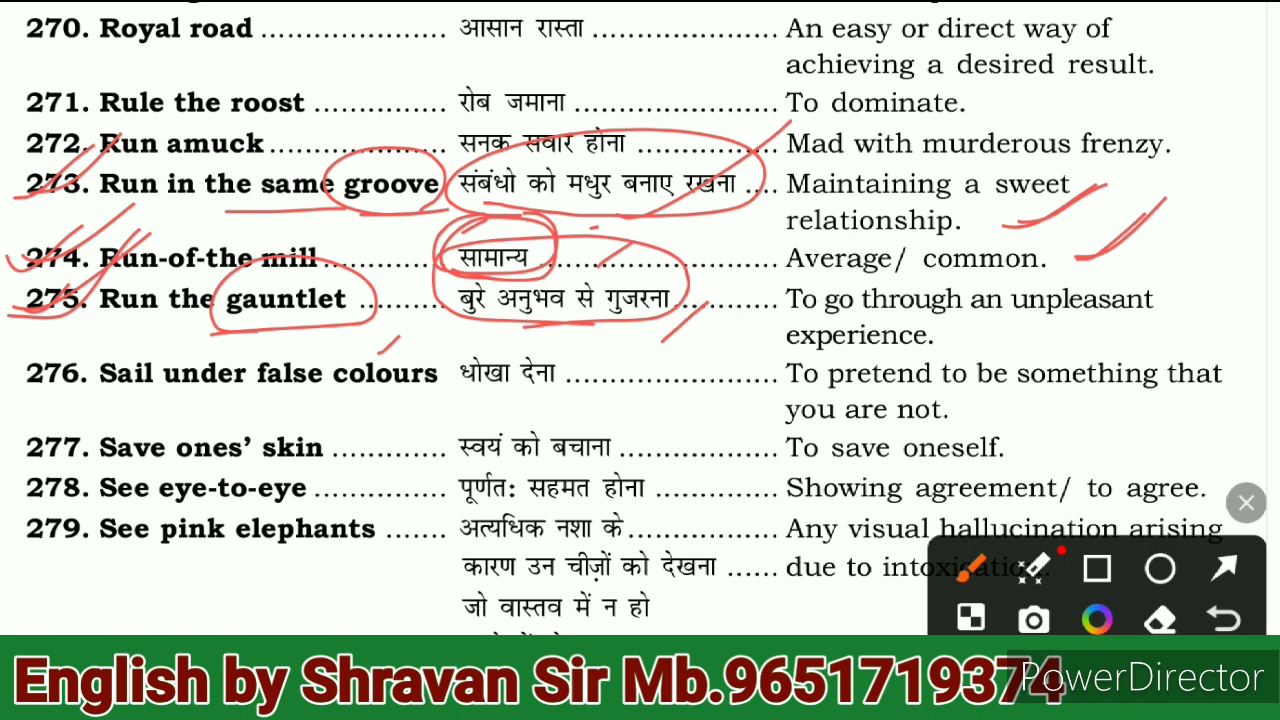 270. Royal road ..................... आसान रास्ता ..................... An easy or direct way of
achieving a desired result.
271. Rule the roost ............... रोब जमाना ....................... To dominate.
272. Run amuck .................... सनक सवार होना ................ Mad with murderous frenzy.
273. Run in the same groove संबंधो को मधुर बनाए रखना .... Maintaining a sweet
relationship.
274. Run-of-the mill .............. सामान्य ........................... Average/ common.
275. Run the gauntlet .......... बुरे अनुभव से गुजरना ............ To go through an unpleasant
experience.
276. Sail under false colours धोखा देना ........................ To pretend to be something that
you are not.
277. Save ones’ skin ............. स्वयं को बचाना .................. To save oneself.
278. See eye-to-eye ............... पूर्णत: सहमत होना .............. Showing agreement/ to agree.
279. See pink elephants ....... अत्यधिक नशा के ................. Any visual hallucination arising
कारण उन चीज़ों को देखना ...... due to intoxication.
जो वास्तव में न हो
English by Shravan Sir Mb.9651719374
PowerDirector